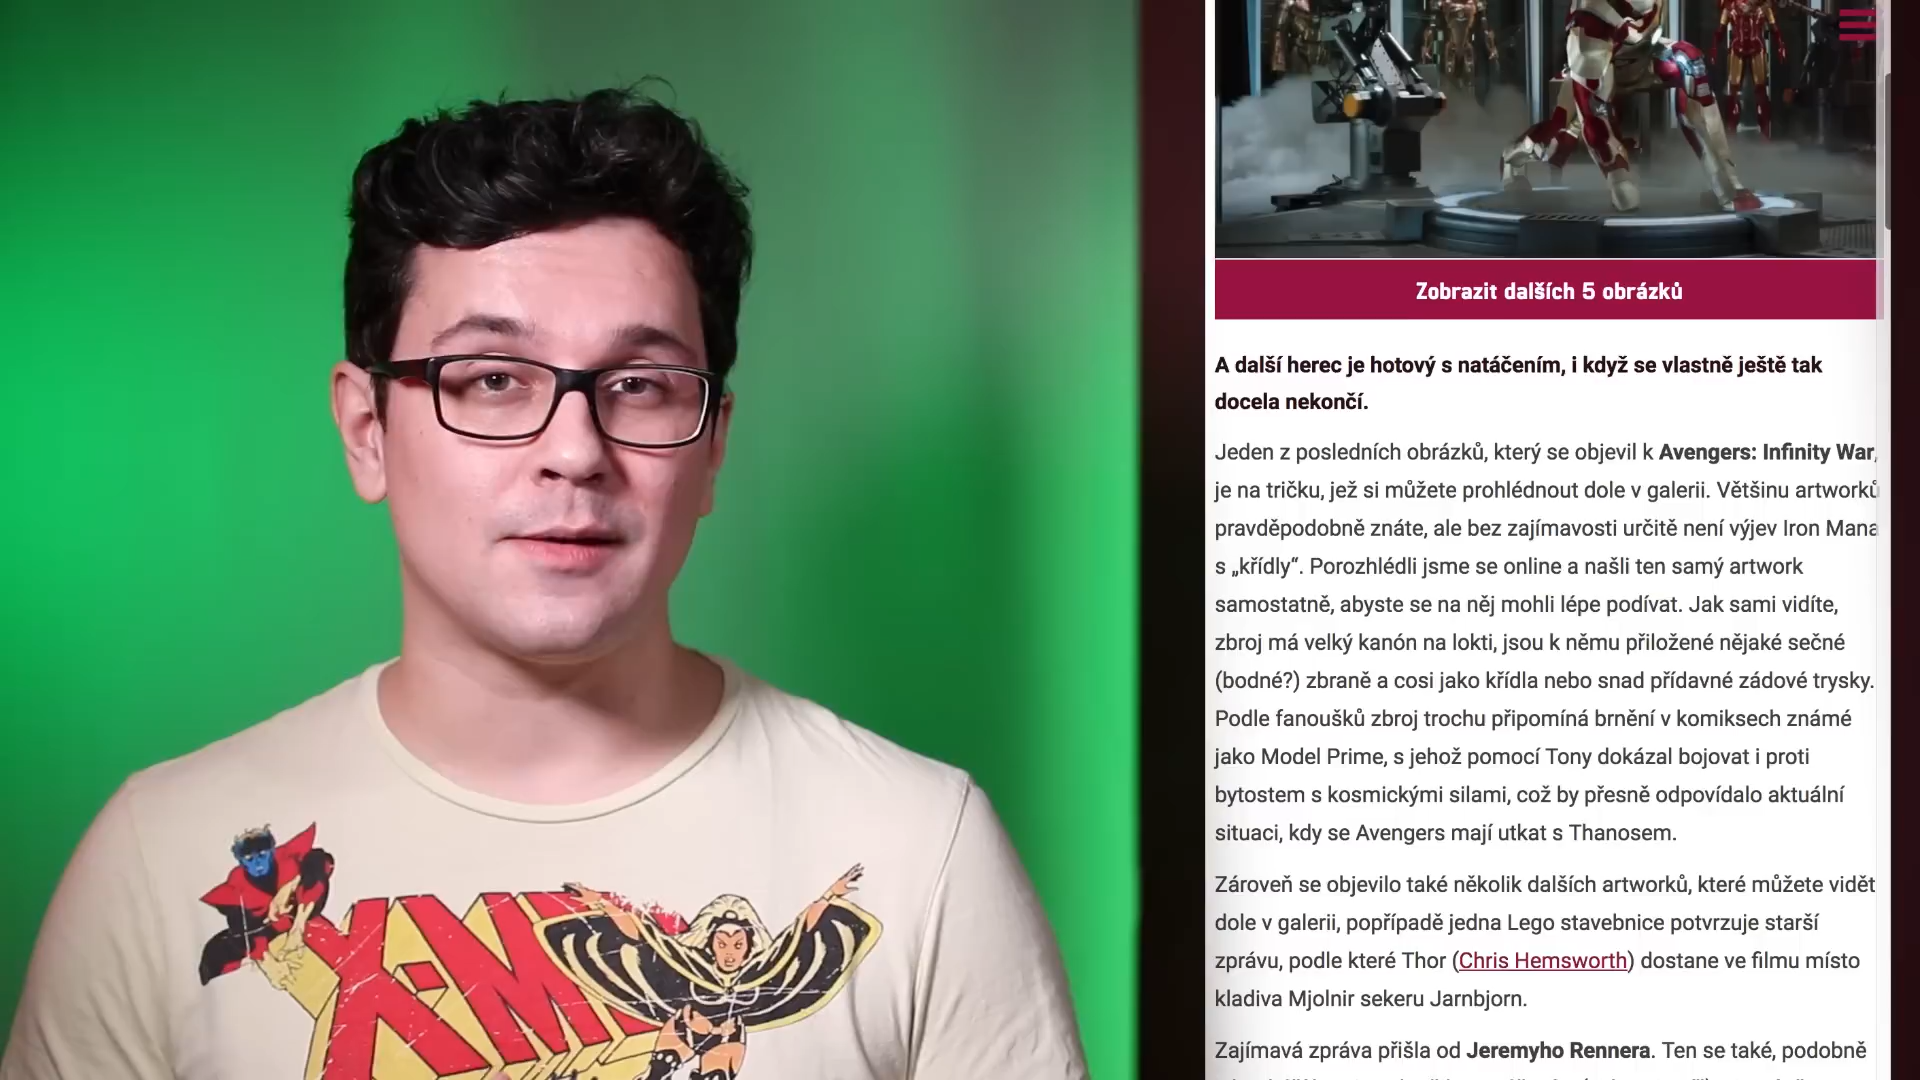 Zobrazit dalších 5 obrázků
A další herec je hotový s natáčením, i když se vlastně ještě tak
docela nekončí.
Jeden z posledních obrázků, který se objevil k Avengers: Infinity War,
je na tričku, jež si můžete prohlédnout dole v galerii. Většinu artworků
pravděpodobně znáte, ale bez zajímavosti určitě není výjev Iron Mana
s „křídly“. Porozhlédli jsme se online a našli ten samý artwork
samostatně, abyste se na něj mohli lépe podívat. Jak sami vidíte,
zbroj má velký kanón na lokti, jsou k němu přiložené nějaké sečné
(bodné?) zbraně a cosi jako křídla nebo snad přídavné zádové trysky.
Podle fanoušků zbroj trochu připomíná brnění v komiksech známé
jako Model Prime, s jehož pomocí Tony dokázal bojovat i proti
bytostem s kosmickými silami, což by přesně odpovídalo aktuální
situaci, kdy se Avengers mají utkat s Thanosem.
Zároveň se objevilo také několik dalších artworků, které můžete vidět
dole v galerii, popřípadě jedna Lego stavebnice potvrzuje starší
zprávu, podle které Thor (Chris Hemsworth) dostane ve filmu místo
kladiva Mjolnir sekeru Jarnbjorn.
Zajímavá zpráva přišla od Jeremyho Rennera. Ten se také, podobně
X-ME